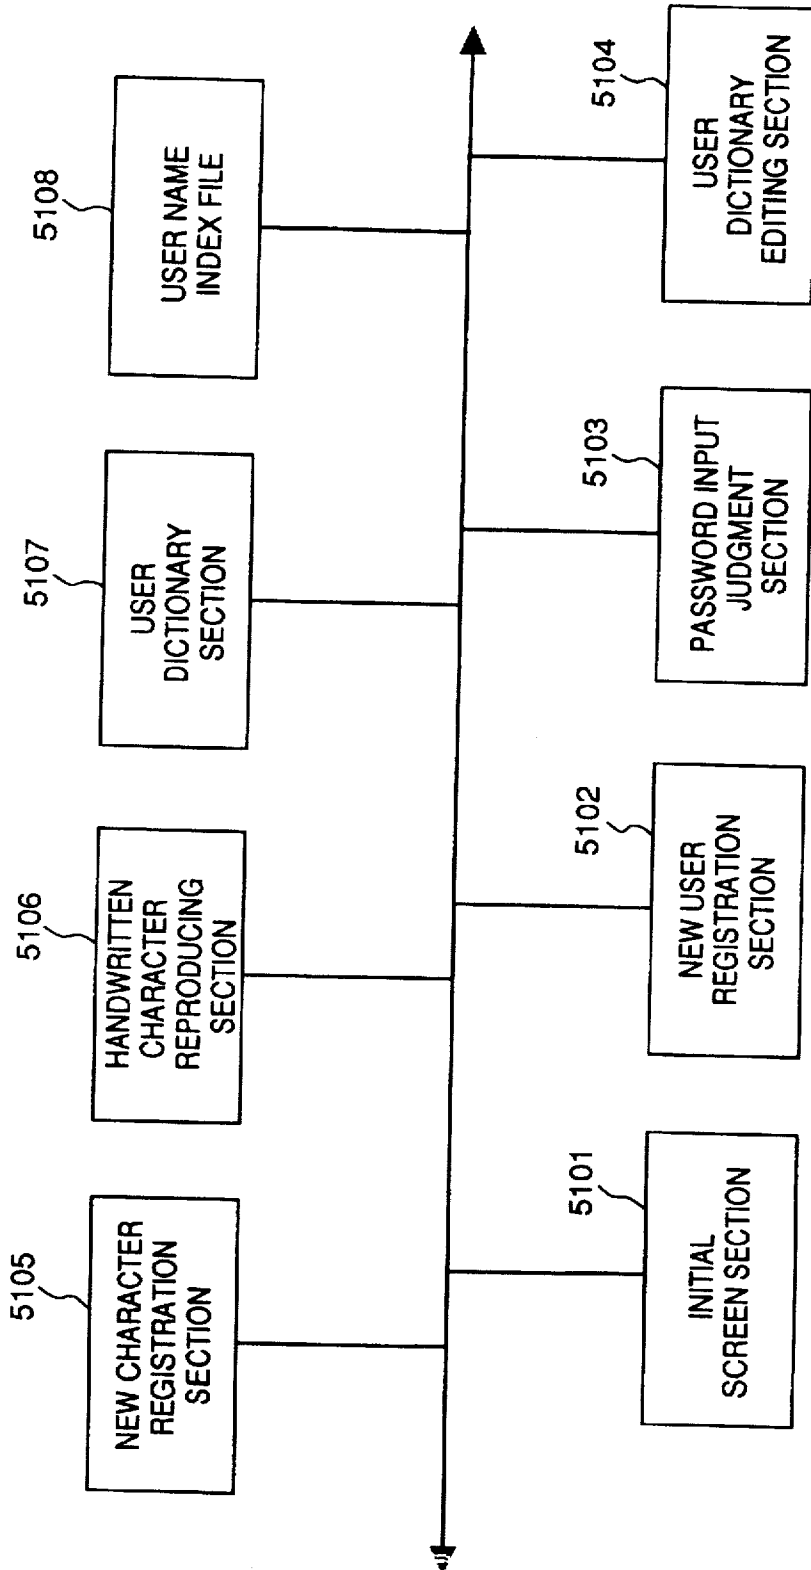 5105
NEW CHARACTER
REGISTRATION
SECTION
5106
HANDWRITTEN
CHARACTER
REPRODUCING
SECTION
5107
USER
DICTIONARY
SECTION
5108
USER NAME
INDEX FILE
5101
INITIAL
SCREEN SECTION
5102
NEW USER
REGISTRATION
SECTION
5103
PASSWORD INPUT
JUDGMENT
SECTION
5104
USER
DICTIONARY
EDITING SECTION